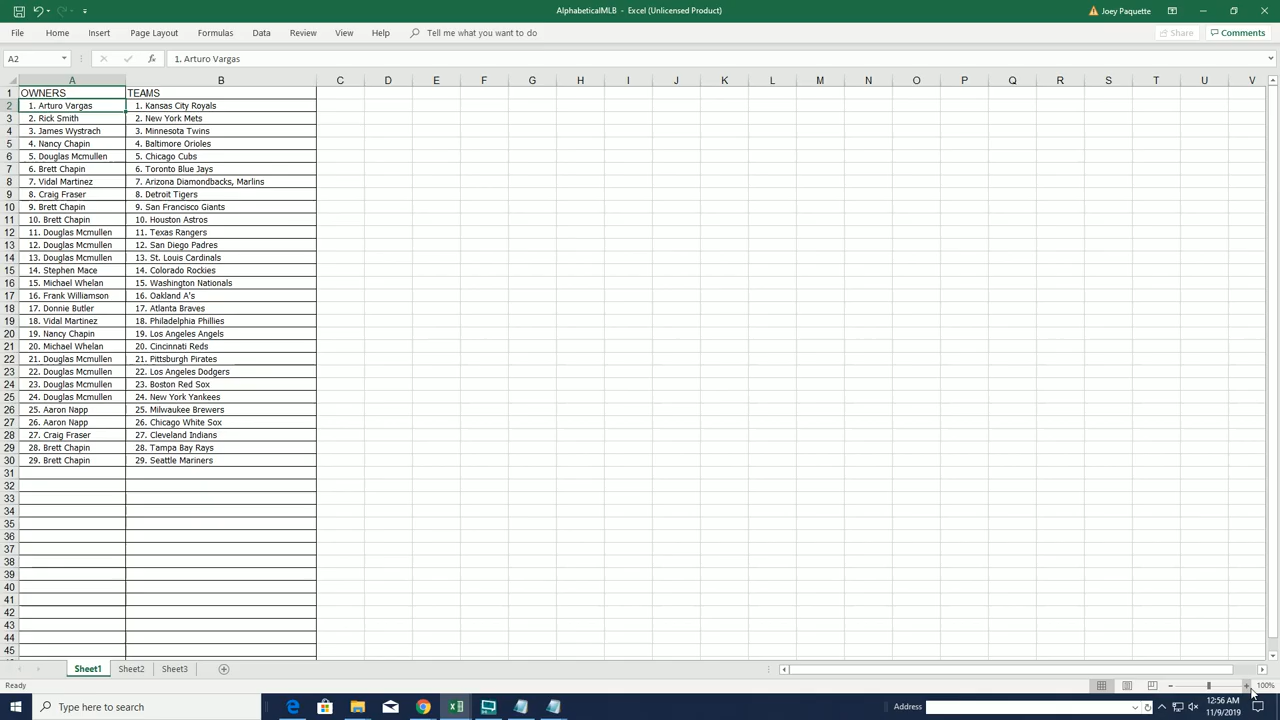 AlphabeticalMLB - Excel (Unlicensed Product)
Joey Paquette
File Home Insert Page Layout Formulas Data Review View Help Tell me what you want to do Share Comments
A2 fx 1. Arturo Vargas
A B C D E F G H I J K L M N O P Q R S T U V
1 OWNERS TEAMS
2 1. Arturo Vargas 1. Kansas City Royals
3 2. Rick Smith 2. New York Mets
4 3. James Wystrach 3. Minnesota Twins
5 4. Nancy Chapin 4. Baltimore Orioles
6 5. Douglas Mcmullen 5. Chicago Cubs
7 6. Brett Chapin 6. Toronto Blue Jays
8 7. Vidal Martinez 7. Arizona Diamondbacks, Marlins
9 8. Craig Fraser 8. Detroit Tigers
10 9. Brett Chapin 9. San Francisco Giants
11 10. Brett Chapin 10. Houston Astros
12 11. Douglas Mcmullen 11. Texas Rangers
13 12. Douglas Mcmullen 12. San Diego Padres
14 13. Douglas Mcmullen 13. St. Louis Cardinals
15 14. Stephen Mace 14. Colorado Rockies
16 15. Michael Whelan 15. Washington Nationals
17 16. Frank Williamson 16. Oakland A's
18 17. Donnie Butler 17. Atlanta Braves
19 18. Vidal Martinez 18. Philadelphia Phillies
20 19. Nancy Chapin 19. Los Angeles Angels
21 20. Michael Whelan 20. Cincinnati Reds
22 21. Douglas Mcmullen 21. Pittsburgh Pirates
23 22. Douglas Mcmullen 22. Los Angeles Dodgers
24 23. Douglas Mcmullen 23. Boston Red Sox
25 24. Douglas Mcmullen 24. New York Yankees
26 25. Aaron Napp 25. Milwaukee Brewers
27 26. Aaron Napp 26. Chicago White Sox
28 27. Craig Fraser 27. Cleveland Indians
29 28. Brett Chapin 28. Tampa Bay Rays
30 29. Brett Chapin 29. Seattle Mariners
31
32
33
34
35
36
37
38
39
40
41
42
43
44
45
Sheet1 Sheet2 Sheet3
Ready 100%
Type here to search Address 12:56 AM
11/9/2019